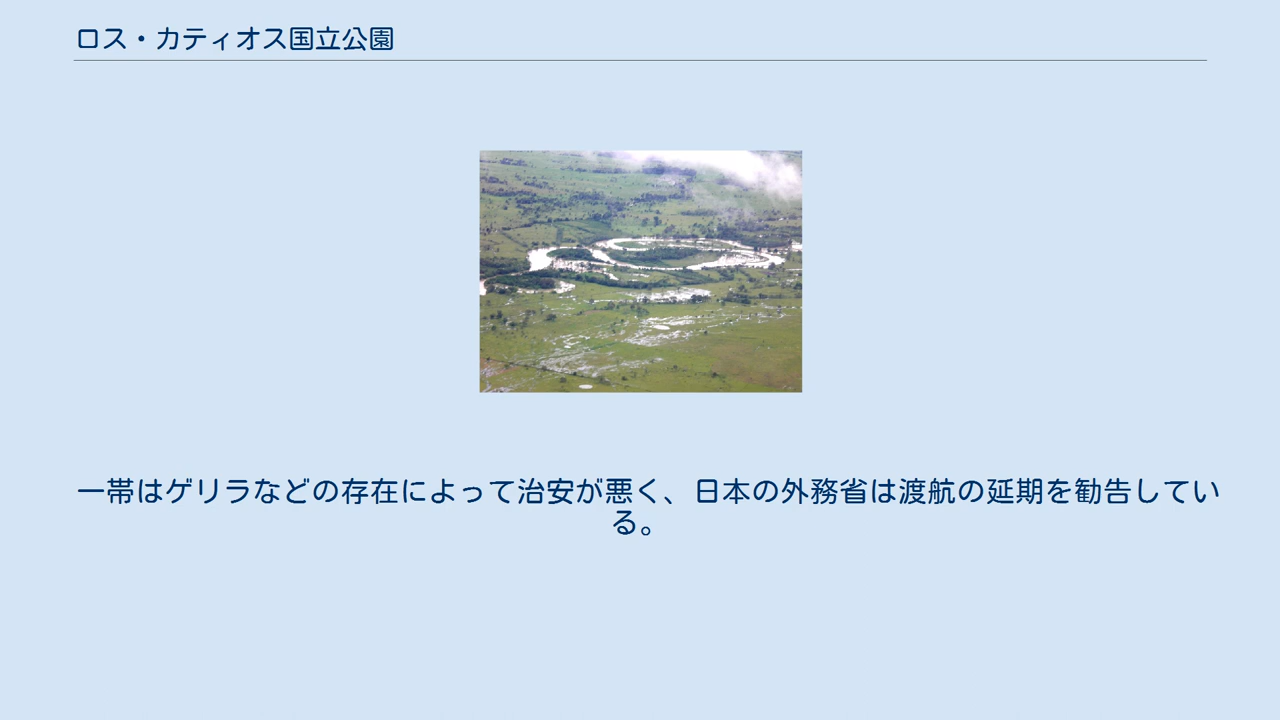 ロス・カティオス国立公園
一帯はゲリラなどの存在によって治安が悪く、日本の外務省は渡航の延期を勧告してい
る。